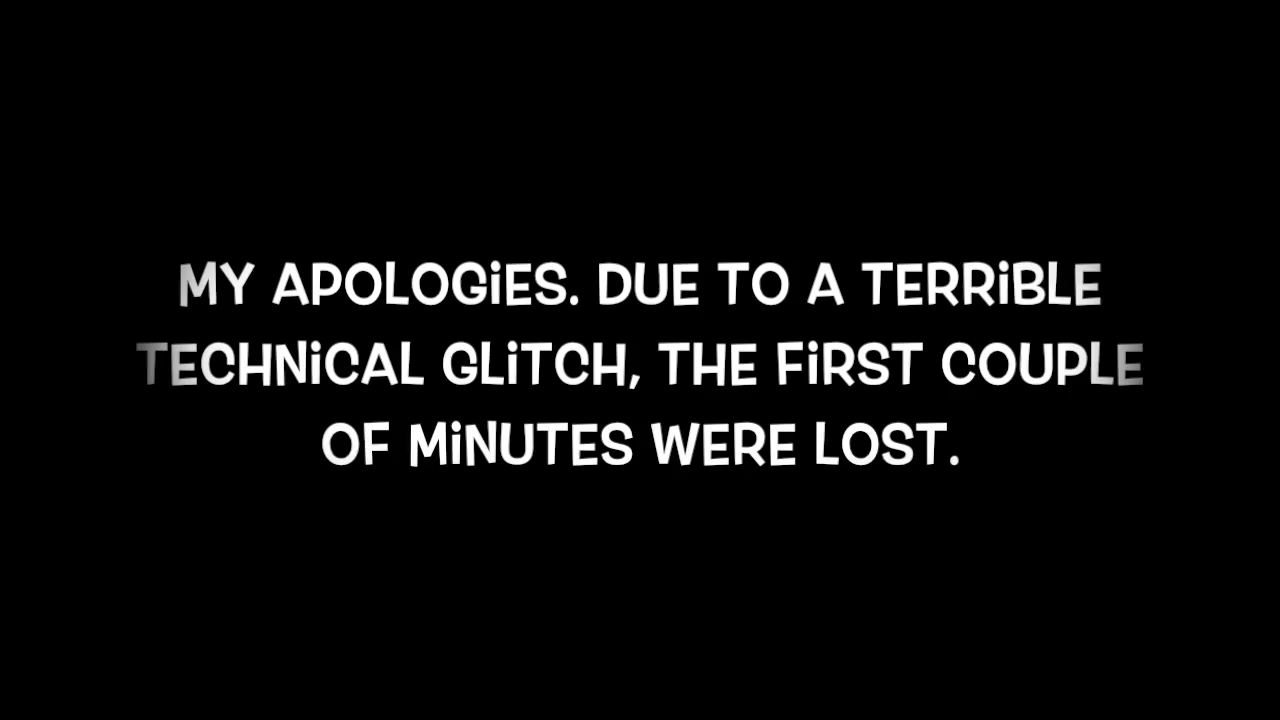 MY APOLOGiES. DUE TO A TERRiBLE
TECHNiCAL GLiTCH, THE FiRST COUPLE
OF MiNUTES WERE LOST.